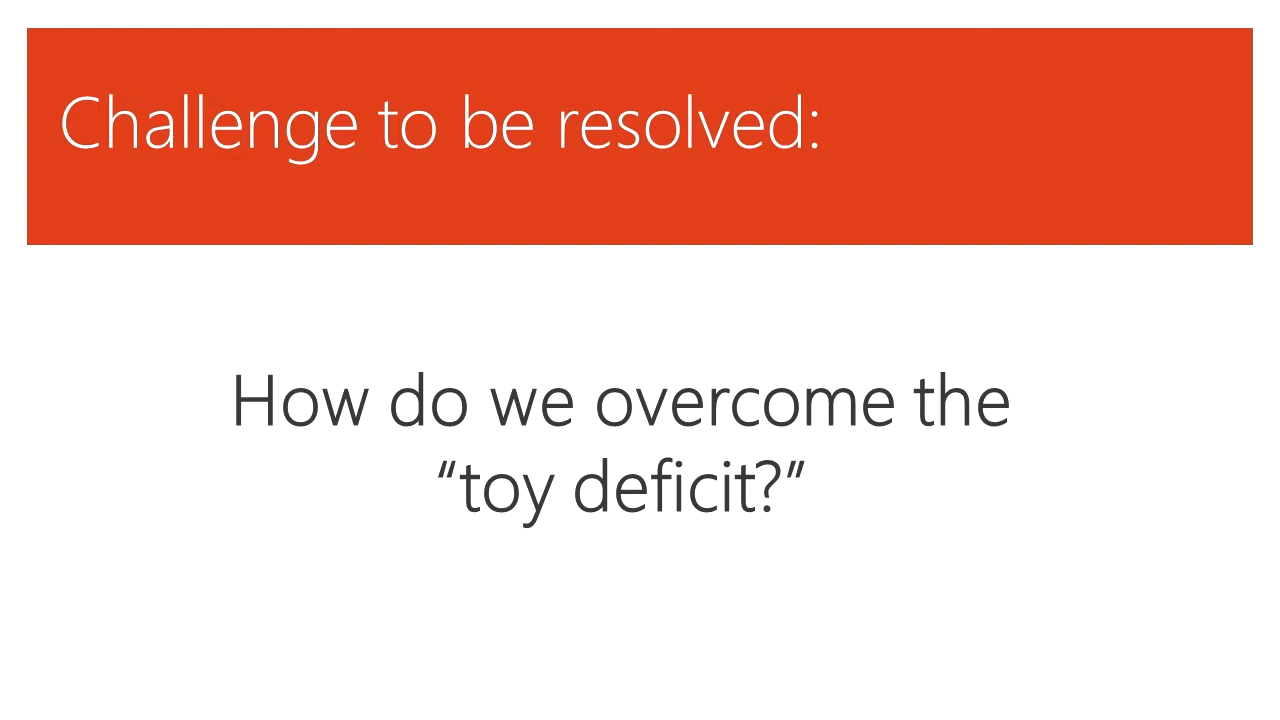 Challenge to be resolved:
How do we overcome the
“toy deficit?”